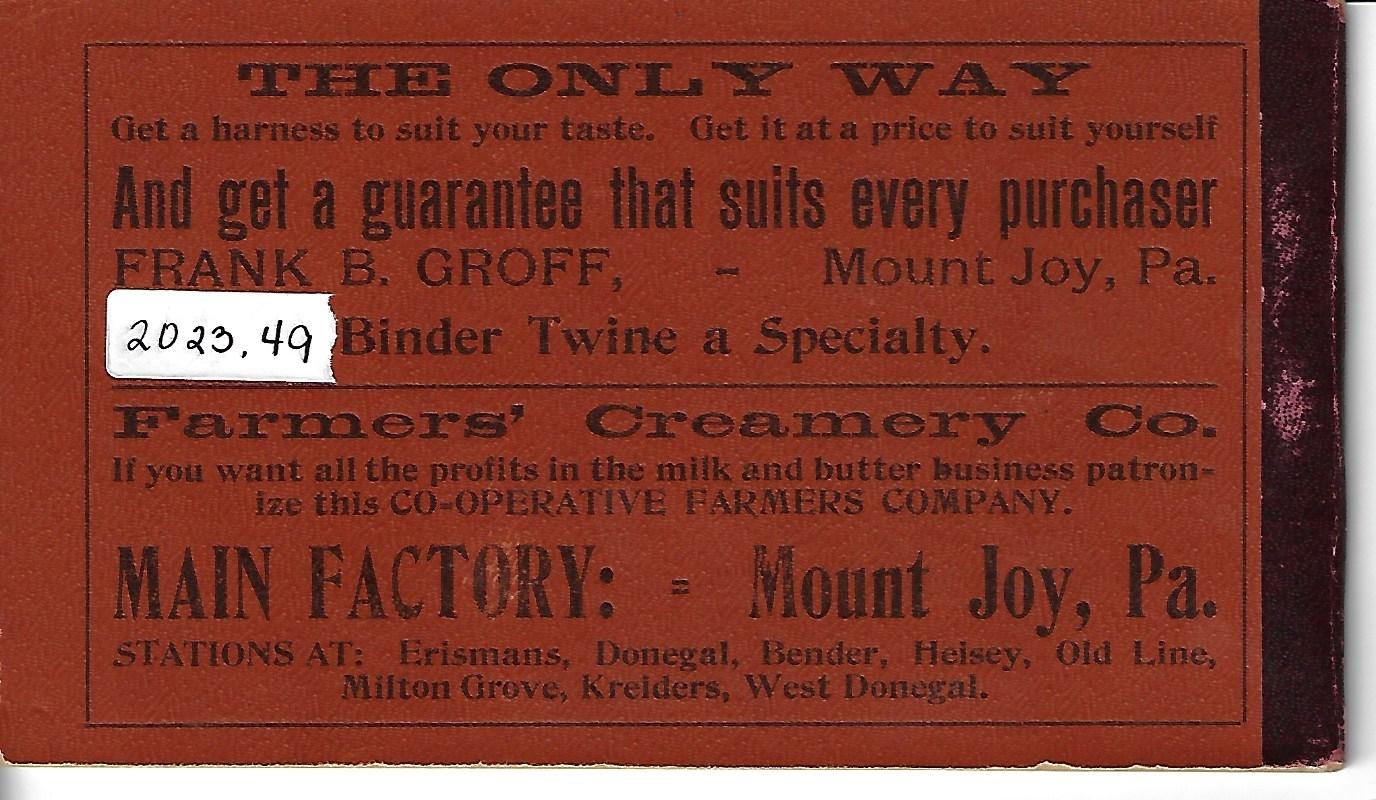 THE ONLY WAY
Get a harness to suit your taste. Get it at a price to suit yourself
And get a guarantee that suits every purchaser
FRANK B. GROFF, - Mount Joy, Pa.
2023.49 Binder Twine a Specialty.
Farmers' Creamery Co.
If you want all the profits in the milk and butter business patron-
ize this CO-OPERATIVE FARMERS COMPANY.
MAIN FACTORY: = Mount Joy, Pa.
STATIONS AT: Erismans, Donegal, Bender, Heisey, Old Line,
Milton Grove, Kreiders, West Donegal.